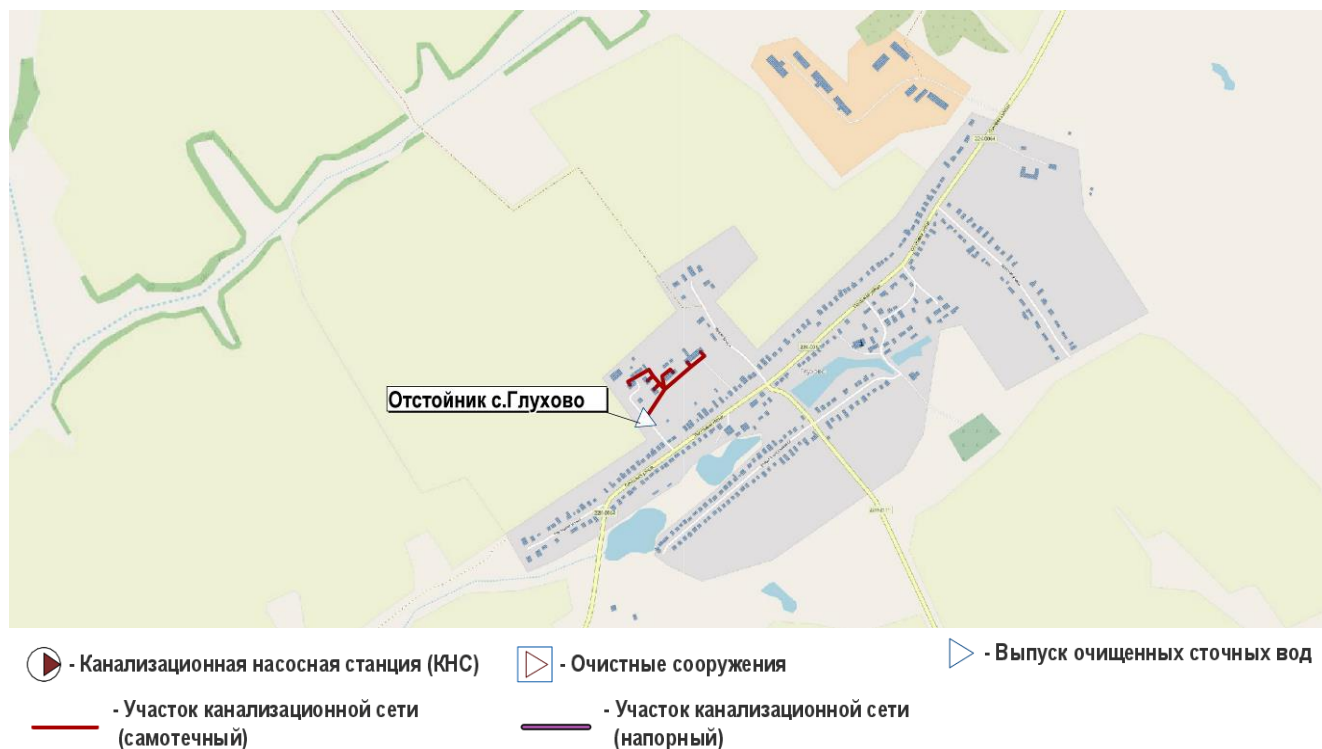 Отстойник с.Глухово
- Канализационная насосная станция (КНС)
- Очистные сооружения
- Выпуск очищенных сточных вод
- Участок канализационной сети
(самотечный)
- Участок канализационной сети
(напорный)